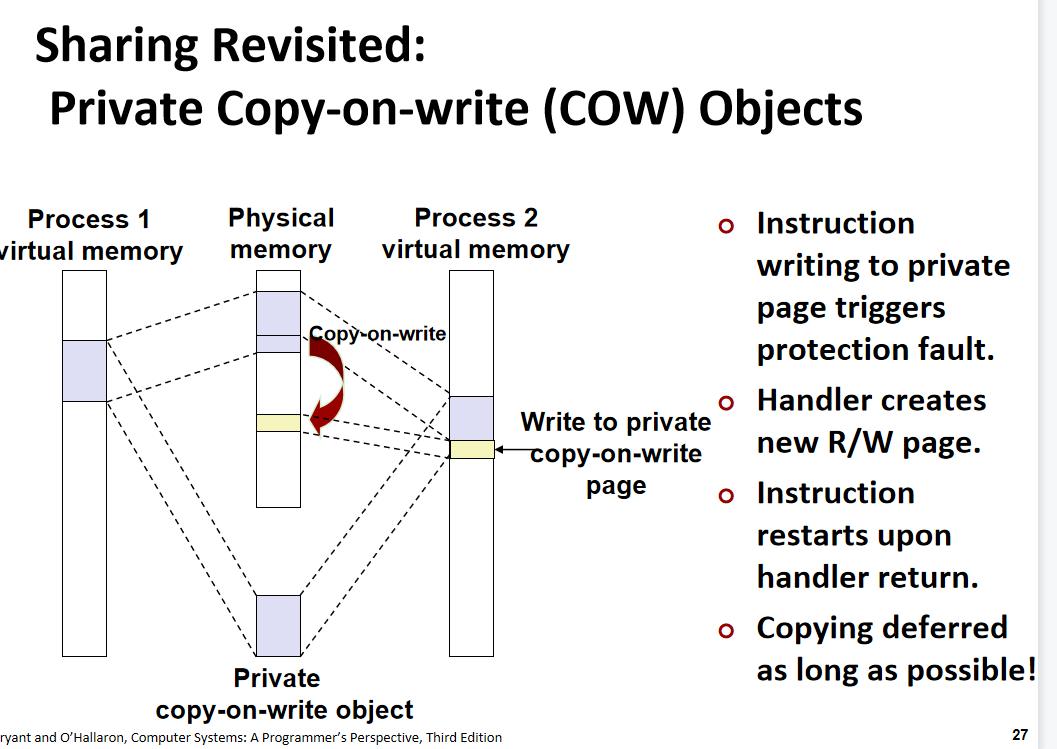 Sharing Revisited:
Private Copy-on-write (COW) Objects
Process 1
virtual memory
Physical
memory
Process 2
virtual memory
Copy-on-write
Write to private
copy-on-write
page
Private
copy-on-write object
o Instruction
writing to private
page triggers
protection fault.
o Handler creates
new R/W page.
o Instruction
restarts upon
handler return.
o Copying deferred
as long as possible!
ryant and O'Hallaron, Computer Systems: A Programmer's Perspective, Third Edition
27